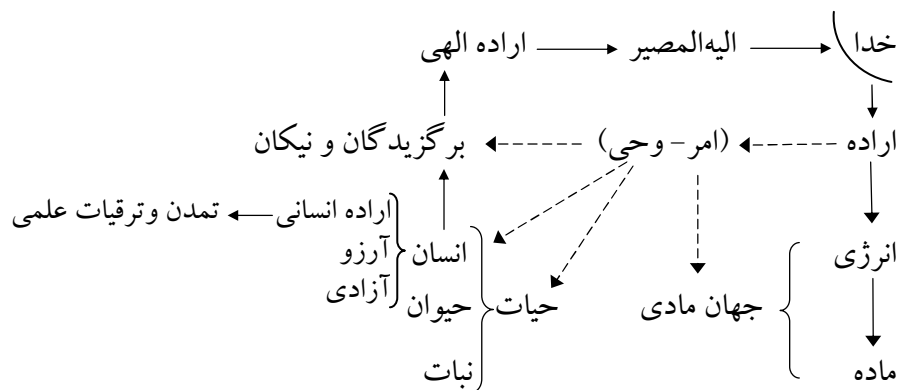 خدا الیه‌المصیر اراده الهی
اراده (امر – وحی) برگزیدگان و نیکان
اراده انسانی تمدن وترقیات علمی
انرژی انسان آرزو
جهان مادی حیات حیوان آزادی
ماده نبات